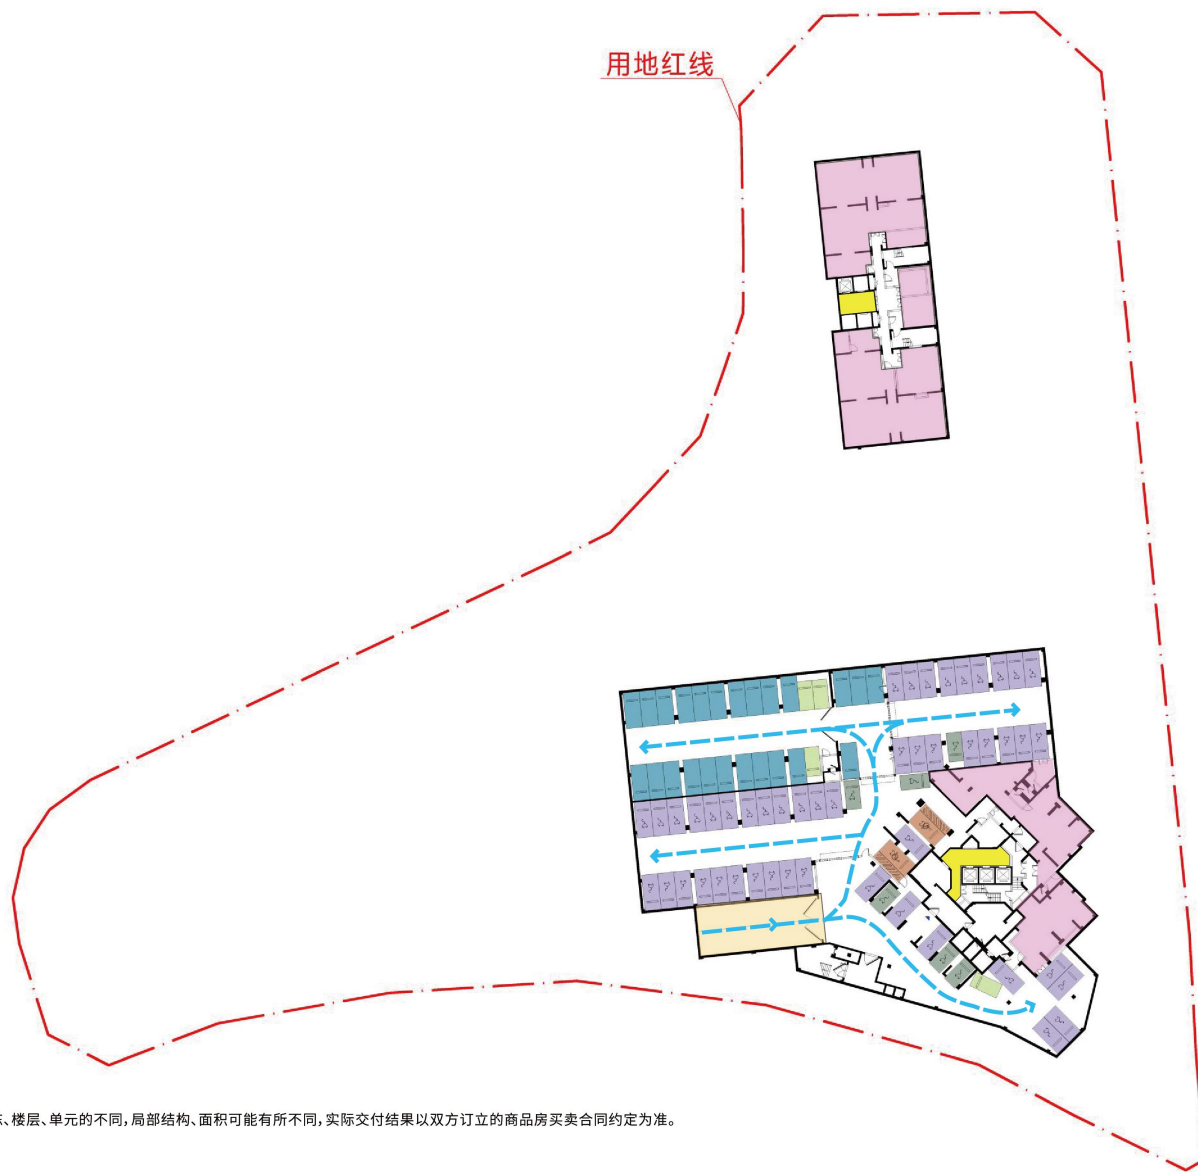 用地红线
、楼层、单元的不同,局部结构、面积可能有所不同,实际交付结果以双方订立的商品房买卖合同约定为准。